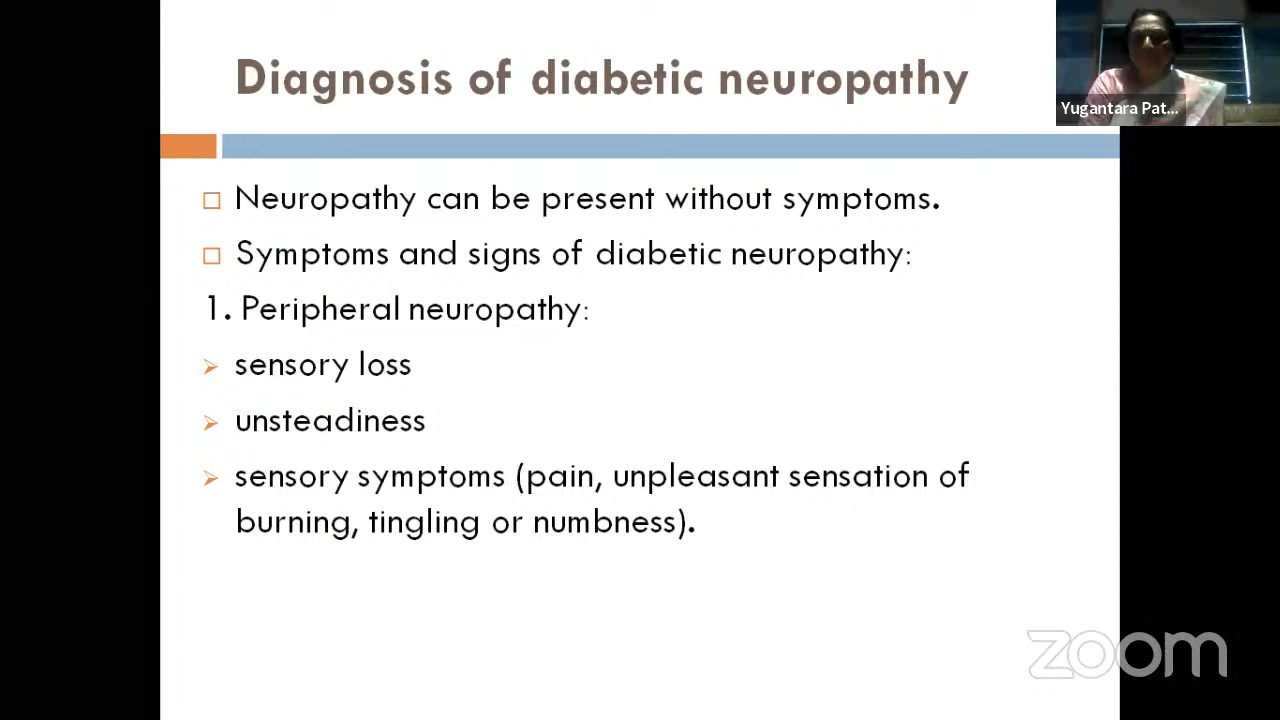 Diagnosis of diabetic neuropathy
Yugantara Pat...
Neuropathy can be present without symptoms.
Symptoms and signs of diabetic neuropathy:
1. Peripheral neuropathy:
sensory loss
unsteadiness
sensory symptoms (pain, unpleasant sensation of
burning, tingling or numbness).
zoom